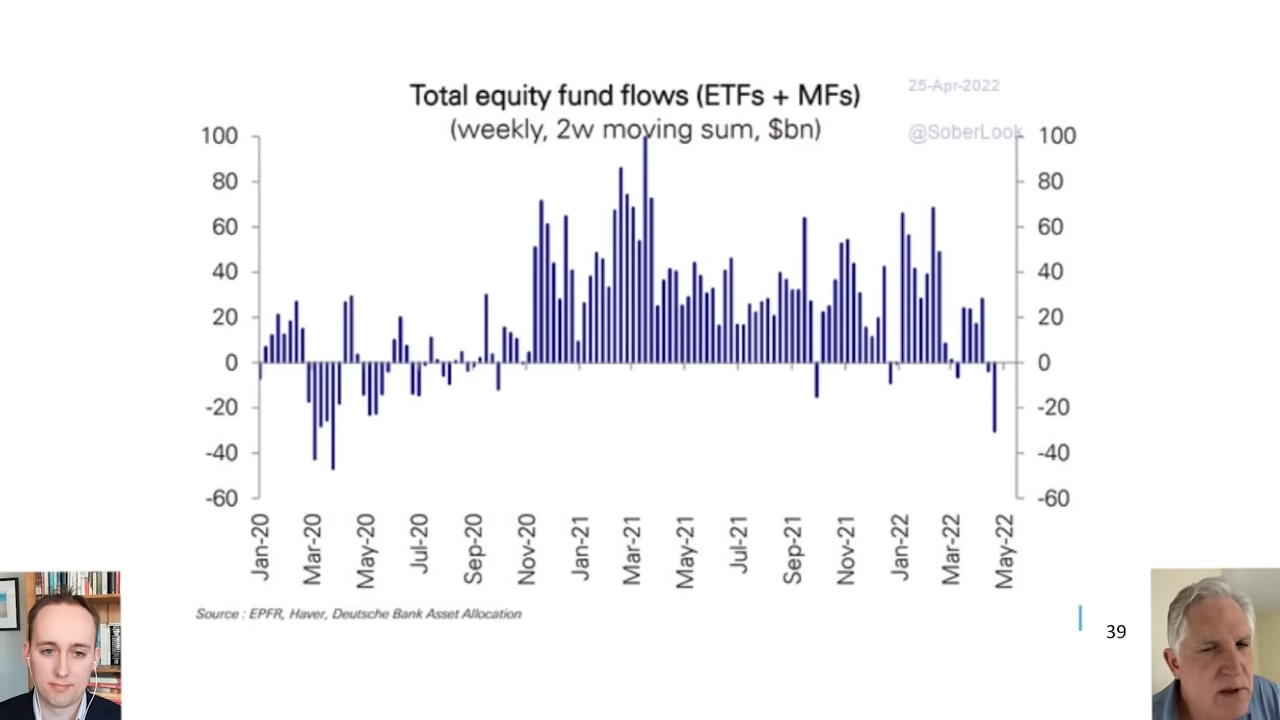 Total equity fund flows (ETFs + MFs)
25-Apr-2022
(weekly, 2w moving sum, $bn)
@SoberLook
100
80
60
40
20
0
-20
-40
-60
100
80
60
40
20
0
-20
-40
-60
Jan-20
Mar-20
May-20
Jul-20
Sep-20
Nov-20
Jan-21
Mar-21
May-21
Jul-21
Sep-21
Nov-21
Jan-22
Mar-22
May-22
Source : EPFR, Haver, Deutsche Bank Asset Allocation
39